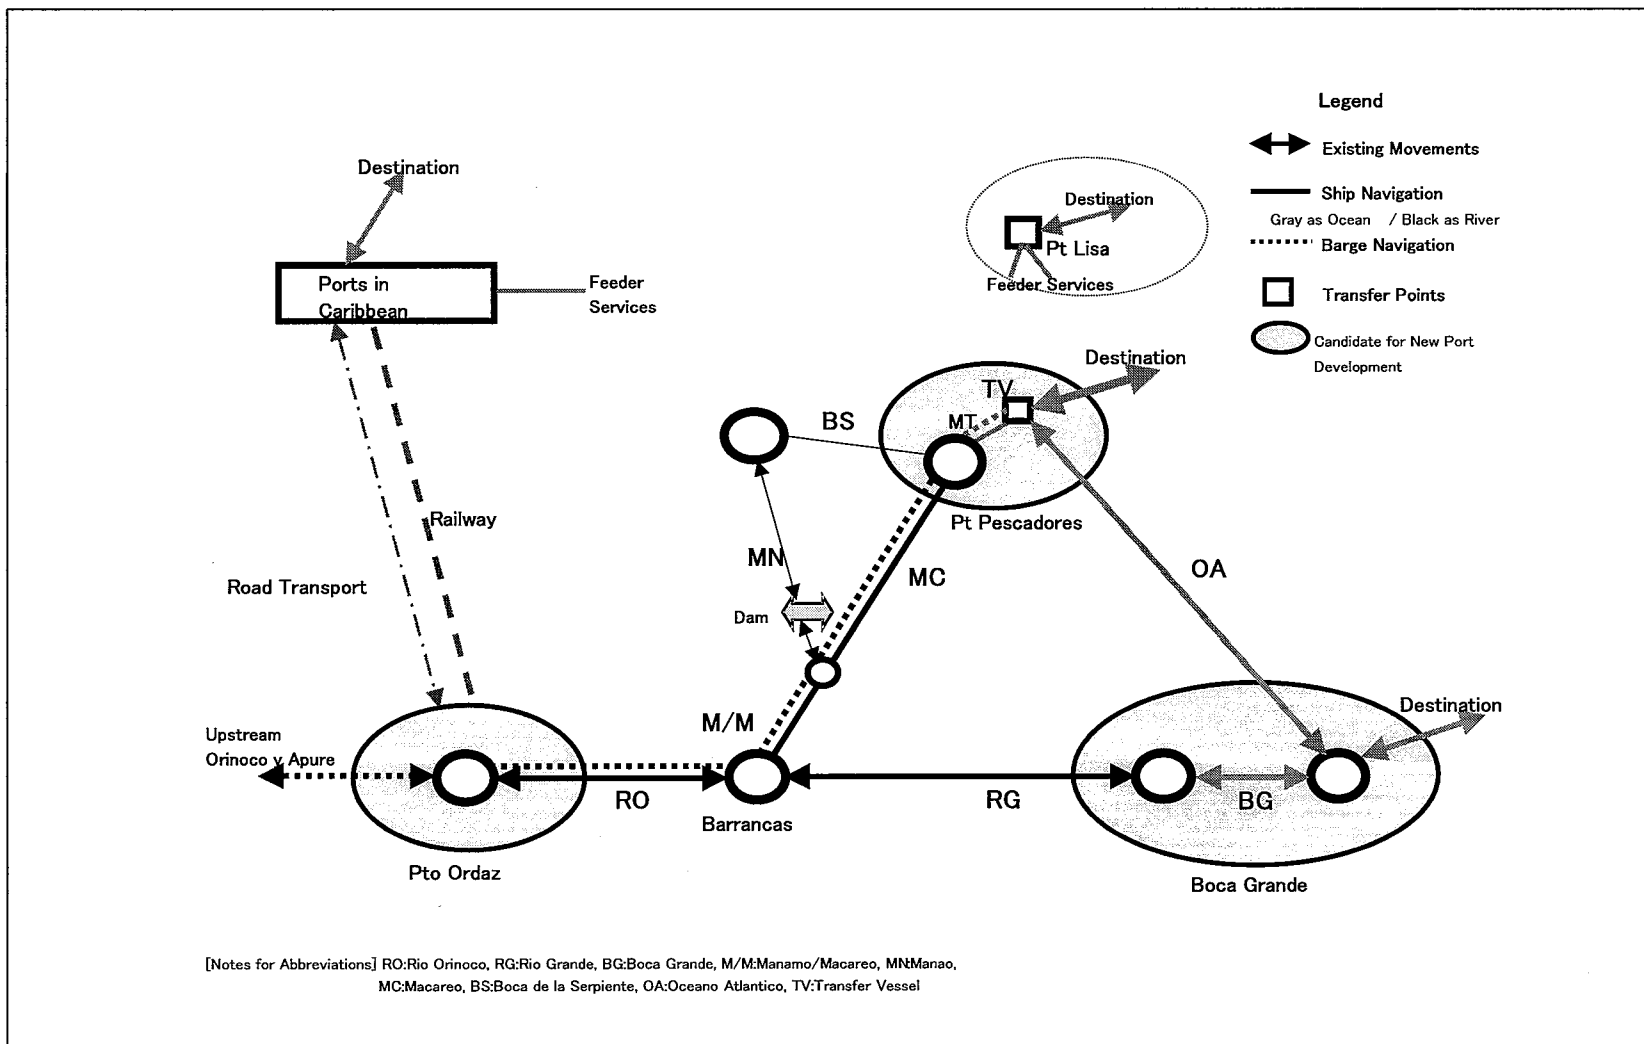 Legend
Existing Movements
Ship Navigation
Gray as Ocean / Black as River
Barge Navigation
Transfer Points
Candidate for New Port
Development
Destination
Ports in
Caribbean
Feeder
Services
Destination
Pt Lisa
Feeder Services
Destination
TV
MT
BS
Pt Pescadores
Railway
MN
MC
OA
Road Transport
Dam
M/M
Destination
Upstream
Orinoco y Apure
RO
RG
BG
Barrancas
Pto Ordaz
Boca Grande
[Notes for Abbreviations] RO:Rio Orinoco, RG:Rio Grande, BG:Boca Grande, M/M:Manamo/Macareo, MN:Manao,
MC:Macareo, BS:Boca de la Serpiente, OA:Oceano Atlantico, TV:Transfer Vessel